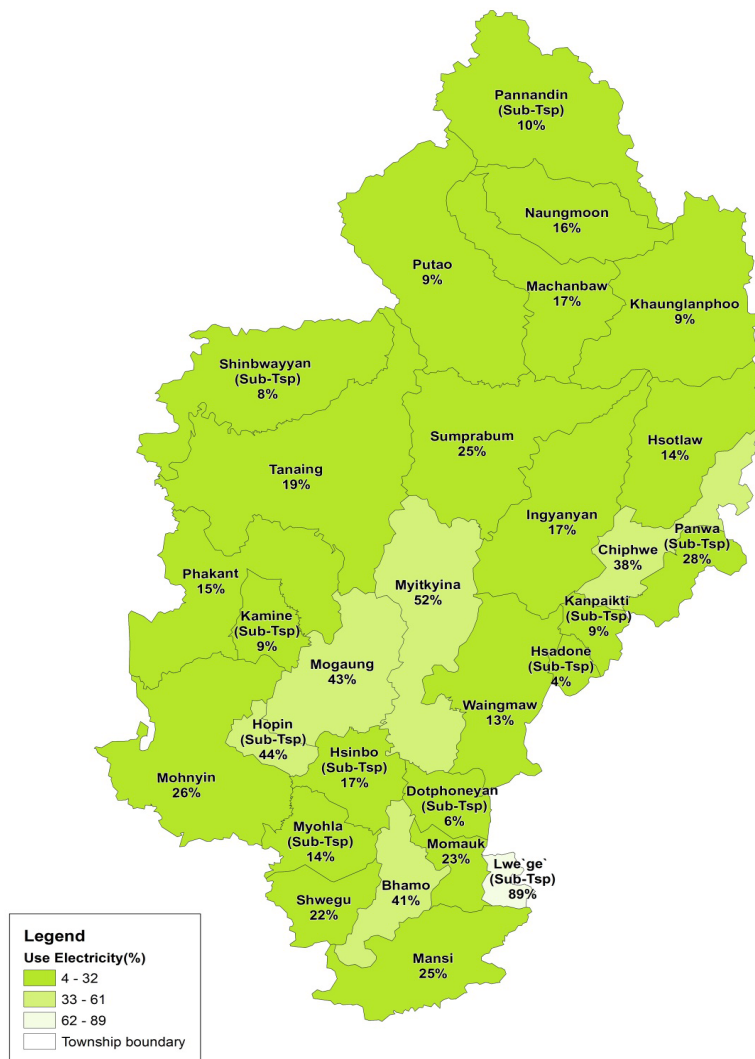 Pannandin
(Sub-Tsp)
10%
Naungmoon
16%
Putao
9%
Machanbaw
17%
Khaunglanphoo
9%
Shinbwayyan
(Sub-Tsp)
8%
Sumprabum
25%
Hsotlaw
14%
Tanaing
19%
Ingyanyan
17%
Panwa
(Sub-Tsp)
28%
Chiphwe
38%
Phakant
15%
Myitkyina
52%
Kanpaikti
(Sub-Tsp)
9%
Kamine
(Sub-Tsp)
9%
Hsadone
(Sub-Tsp)
4%
Mogaung
43%
Waingmaw
13%
Hopin
(Sub-Tsp)
44%
Hsinbo
(Sub-Tsp)
17%
Mohnyin
26%
Dotphoneyan
(Sub-Tsp)
6%
Myohla
(Sub-Tsp)
14%
Momauk
23%
Lwe`ge`
(Sub-Tsp)
89%
Bhamo
41%
Shwegu
22%
Mansi
25%
Legend
Use Electricity(%)
4 - 32
33 - 61
62 - 89
Township boundary